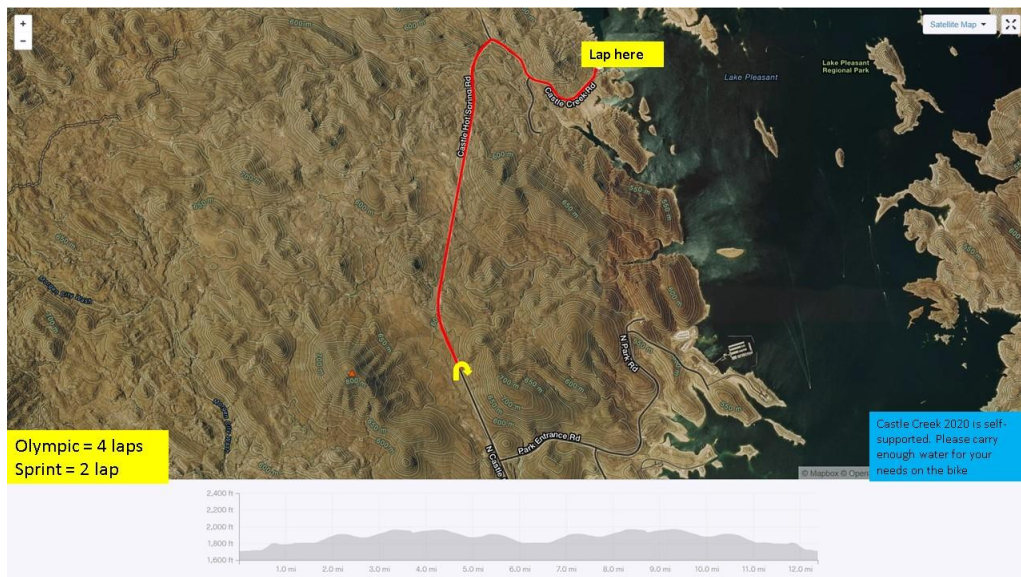 +
−
600 m
600 m
Lap here
Satellite Map
Lake Pleasant
Lake Pleasant
Regional Park
Castle Creek Rd
Castle Hot Spring Rd
N Park Rd
Park Entrance Rd
N Castle
Olympic = 4 laps
Sprint = 2 lap
Castle Creek 2020 is self-
supported. Please carry
enough water for your
needs on the bike
© Mapbox © Open
2,400 ft
2,200 ft
2,000 ft
1,800 ft
1,600 ft
1.0 mi 2.0 mi 3.0 mi 4.0 mi 5.0 mi 6.0 mi 7.0 mi 8.0 mi 9.0 mi 10.0 mi 11.0 mi 12.0 mi